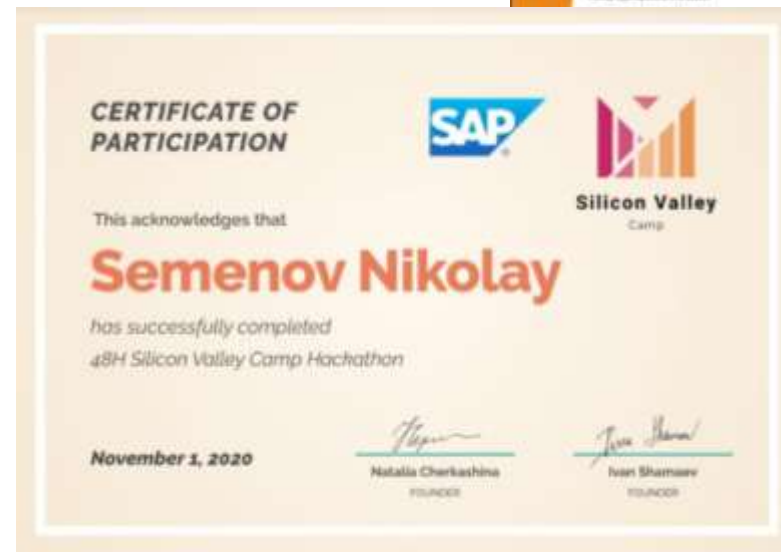 CERTIFICATE OF
PARTICIPATION
SAP
Silicon Valley
Camp
This acknowledges that
Semenov Nikolay
has successfully completed
48H Silicon Valley Camp Hackathon
November 1, 2020
Natalia Cherkashina
FOUNDER
Ivan Shamaev
FOUNDER